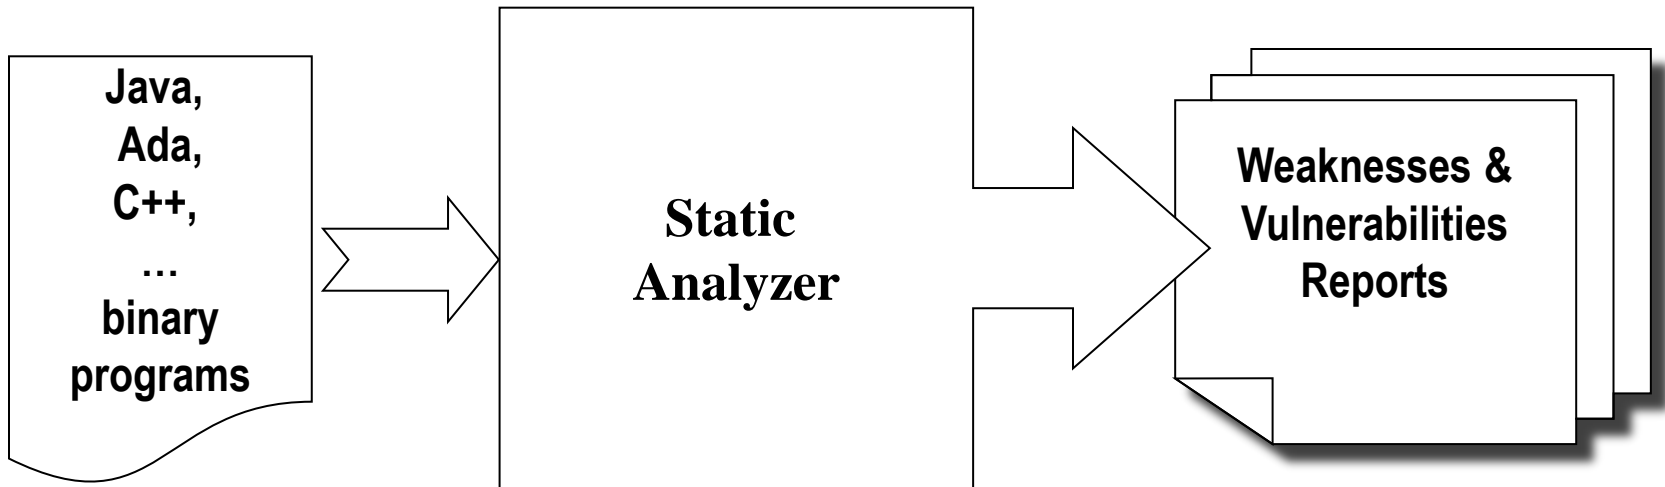 Java,
Ada,
C++,
…
binary
programs
Static
Analyzer
Weaknesses &
Vulnerabilities
Reports